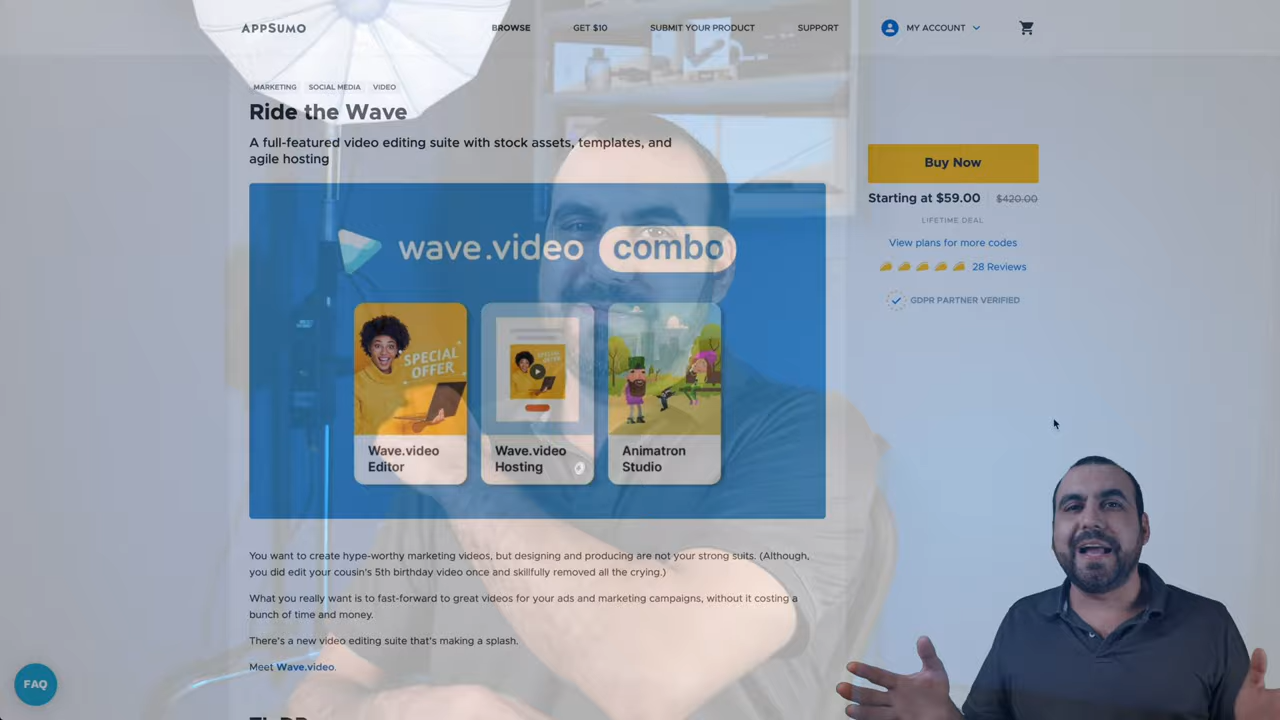 APPSUMO
BROWSE
GET $10
SUBMIT YOUR PRODUCT
SUPPORT
MY ACCOUNT
MARKETING
SOCIAL MEDIA
VIDEO
Ride the Wave
A full-featured video editing suite with stock assets, templates, and
agile hosting
wave.video combo
SPECIAL
OFFER
SPECIAL
OFFER
Wave.video
Editor
Wave.video
Hosting
Animatron
Studio
Buy Now
Starting at $59.00 $420.00
LIFETIME DEAL
View plans for more codes
28 Reviews
GDPR PARTNER VERIFIED
You want to create hype-worthy marketing videos, but designing and producing are not your strong suits. (Although,
you did edit your cousin's 5th birthday video once and skillfully removed all the crying.)
What you really want is to fast-forward to great videos for your ads and marketing campaigns, without it costing a
bunch of time and money.
There's a new video editing suite that's making a splash.
Meet Wave.video.
FAQ